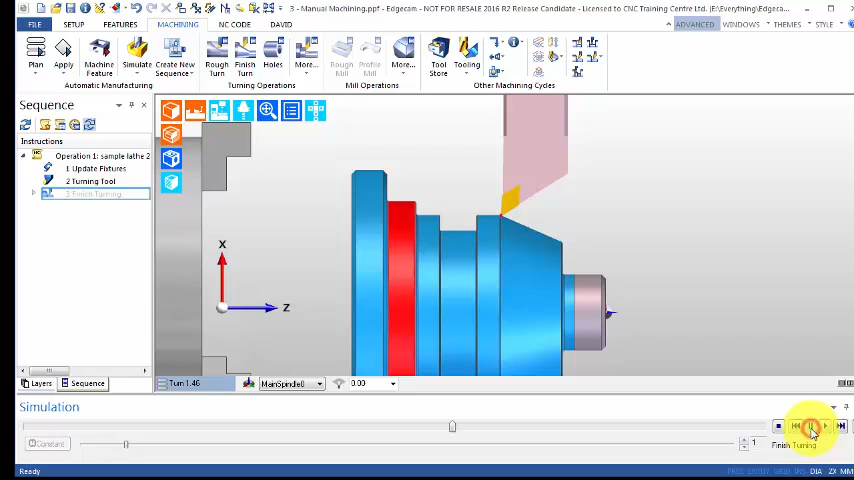 3 - Manual Machining.ppf - Edgecam - NOT FOR RESALE 2016 R2 Release Candidate - Licensed to CNC Training Centre Ltd. (E:\Everything\Edgeca...
FILE SETUP FEATURES MACHINING NC CODE DAVID ADVANCED WINDOWS THEMES STYLE
Plan Apply Machine Feature Simulate Create New Sequence Rough Turn Finish Turn Holes More... Rough Mill Profile Mill More... Tool Store Tooling
Automatic Manufacturing Turning Operations Mill Operations Other Machining Cycles
Sequence
Instructions
Operation 1: sample lathe 2
1 Update Fixtures
2 Turning Tool
3 Finish Turning
X
Z
Layers Sequence Turn 1.46 MainSpindle0 0.00
Simulation
Constant 1 Finish Turning
Ready FREE ENTITY GRID INS DIA ZX MM